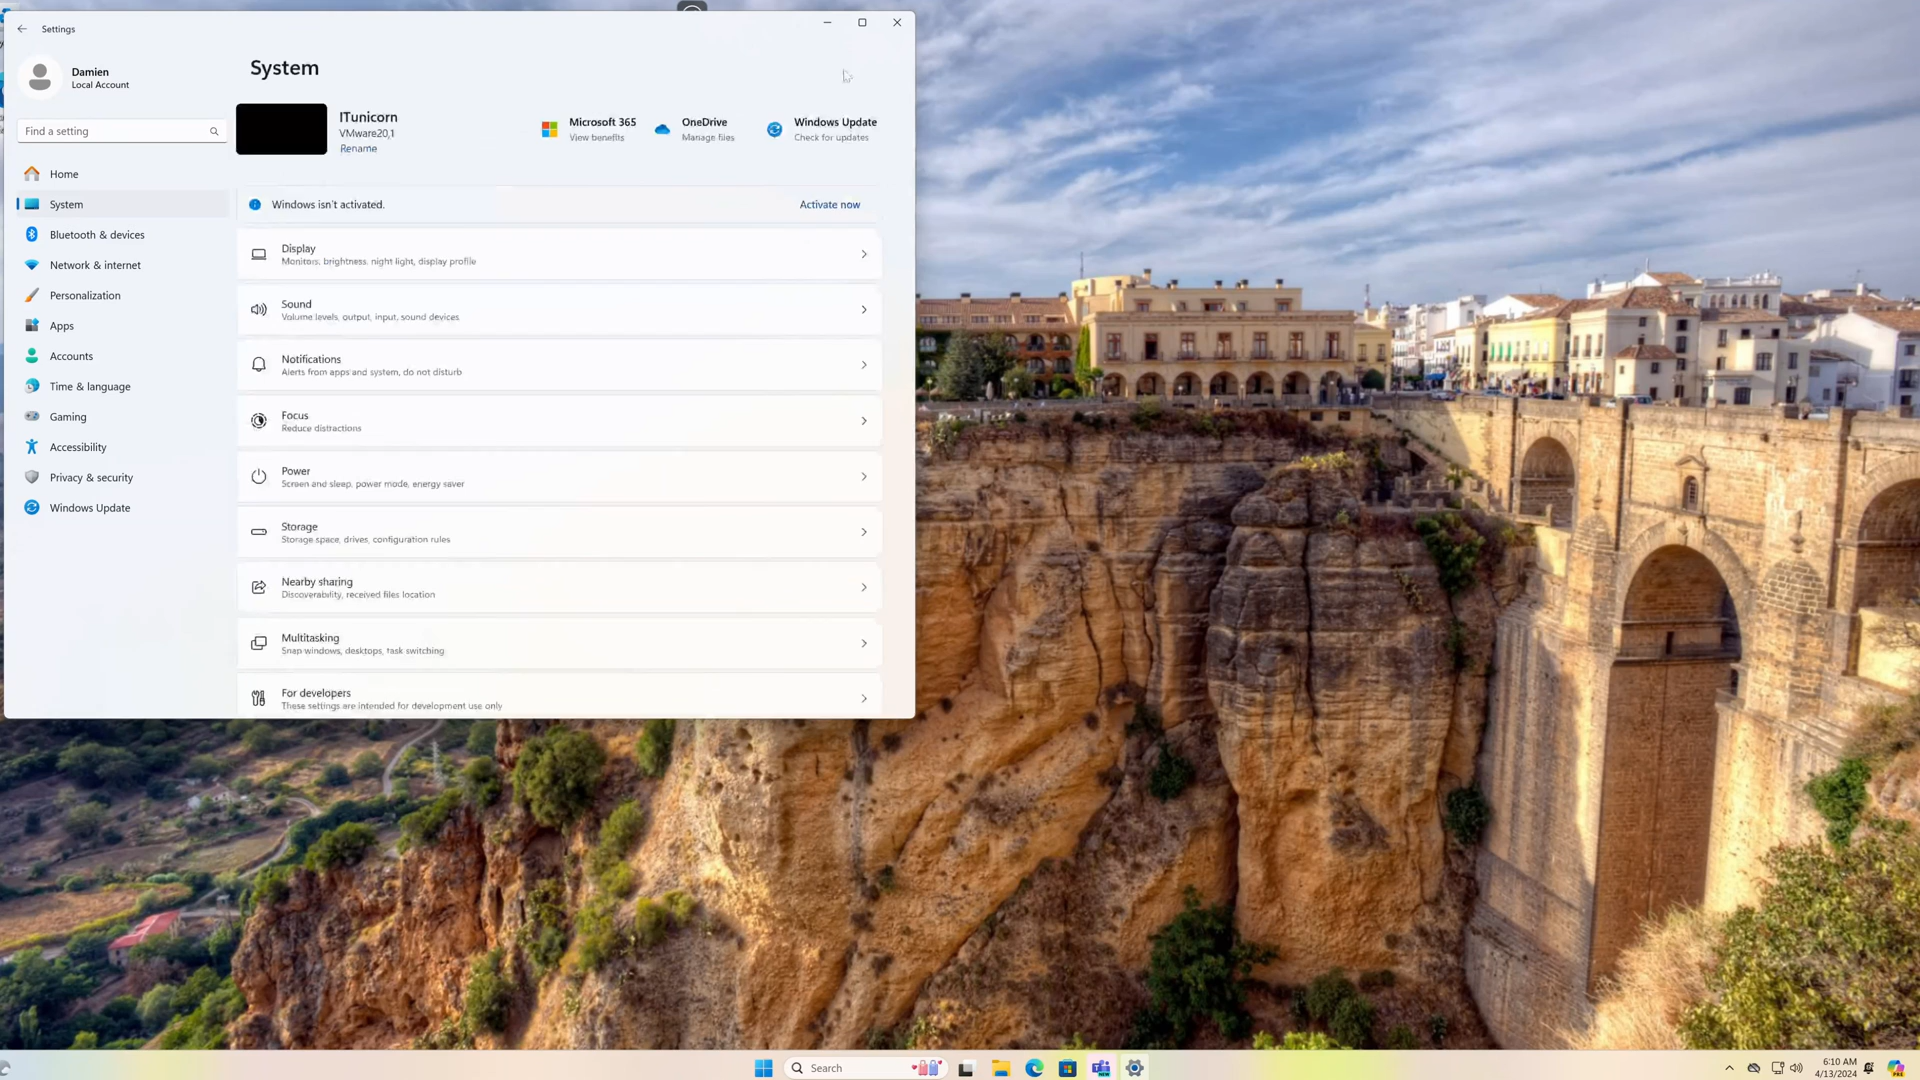 Settings
Damien
Local Account
Find a setting
Home
System
Bluetooth & devices
Network & internet
Personalization
Apps
Accounts
Time & language
Gaming
Accessibility
Privacy & security
Windows Update
System
ITunicorn
VMware20,1
Rename
Microsoft 365
View benefits
OneDrive
Manage files
Windows Update
Check for updates
Windows isn't activated.
Activate now
Display
Monitors, brightness, night light, display profile
Sound
Volume levels, output, input, sound devices
Notifications
Alerts from apps and system, do not disturb
Focus
Reduce distractions
Power
Screen and sleep, power mode, energy saver
Storage
Storage space, drives, configuration rules
Nearby sharing
Discoverability, received files location
Multitasking
Snap windows, desktops, task switching
For developers
These settings are intended for development use only
Search
NEW
6:10 AM
4/13/2024
PRE